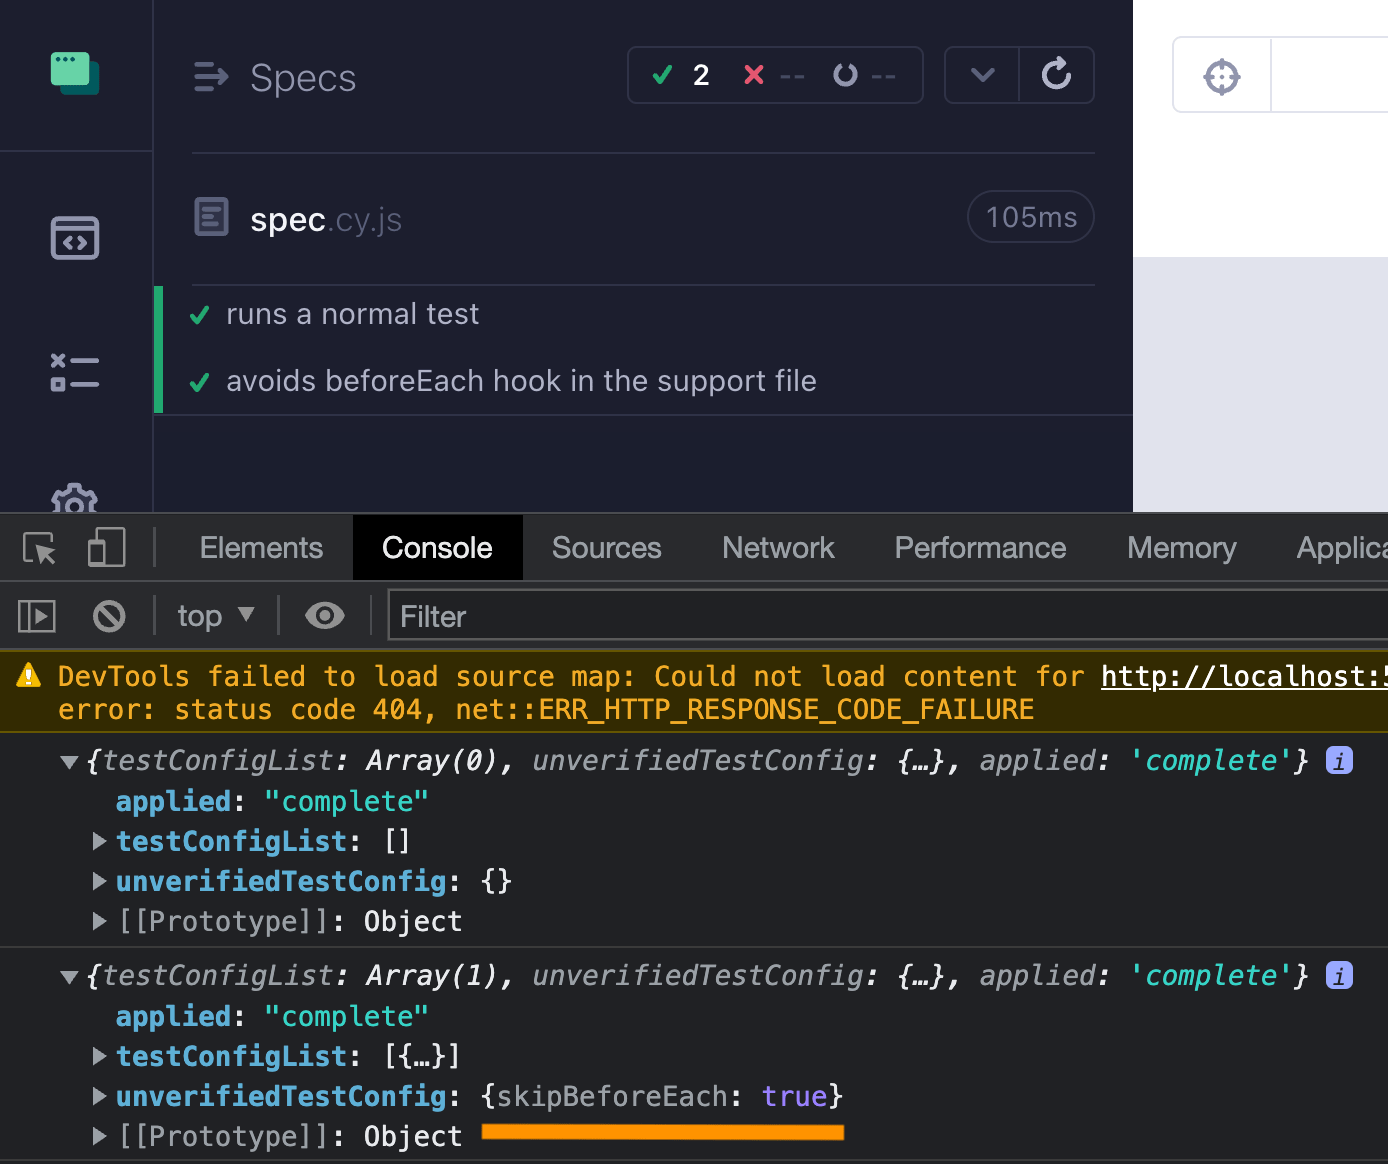 Specs
2 -- --
spec.cy.js
105ms
runs a normal test
avoids beforeEach hook in the support file
Elements Console Sources Network Performance Memory Applica
top Filter
DevTools failed to load source map: Could not load content for http://localhost:5
error: status code 404, net::ERR_HTTP_RESPONSE_CODE_FAILURE
{testConfigList: Array(0), unverifiedTestConfig: {…}, applied: 'complete'} i
applied: "complete"
testConfigList: []
unverifiedTestConfig: {}
[[Prototype]]: Object
{testConfigList: Array(1), unverifiedTestConfig: {…}, applied: 'complete'} i
applied: "complete"
testConfigList: [{…}]
unverifiedTestConfig: {skipBeforeEach: true}
[[Prototype]]: Object